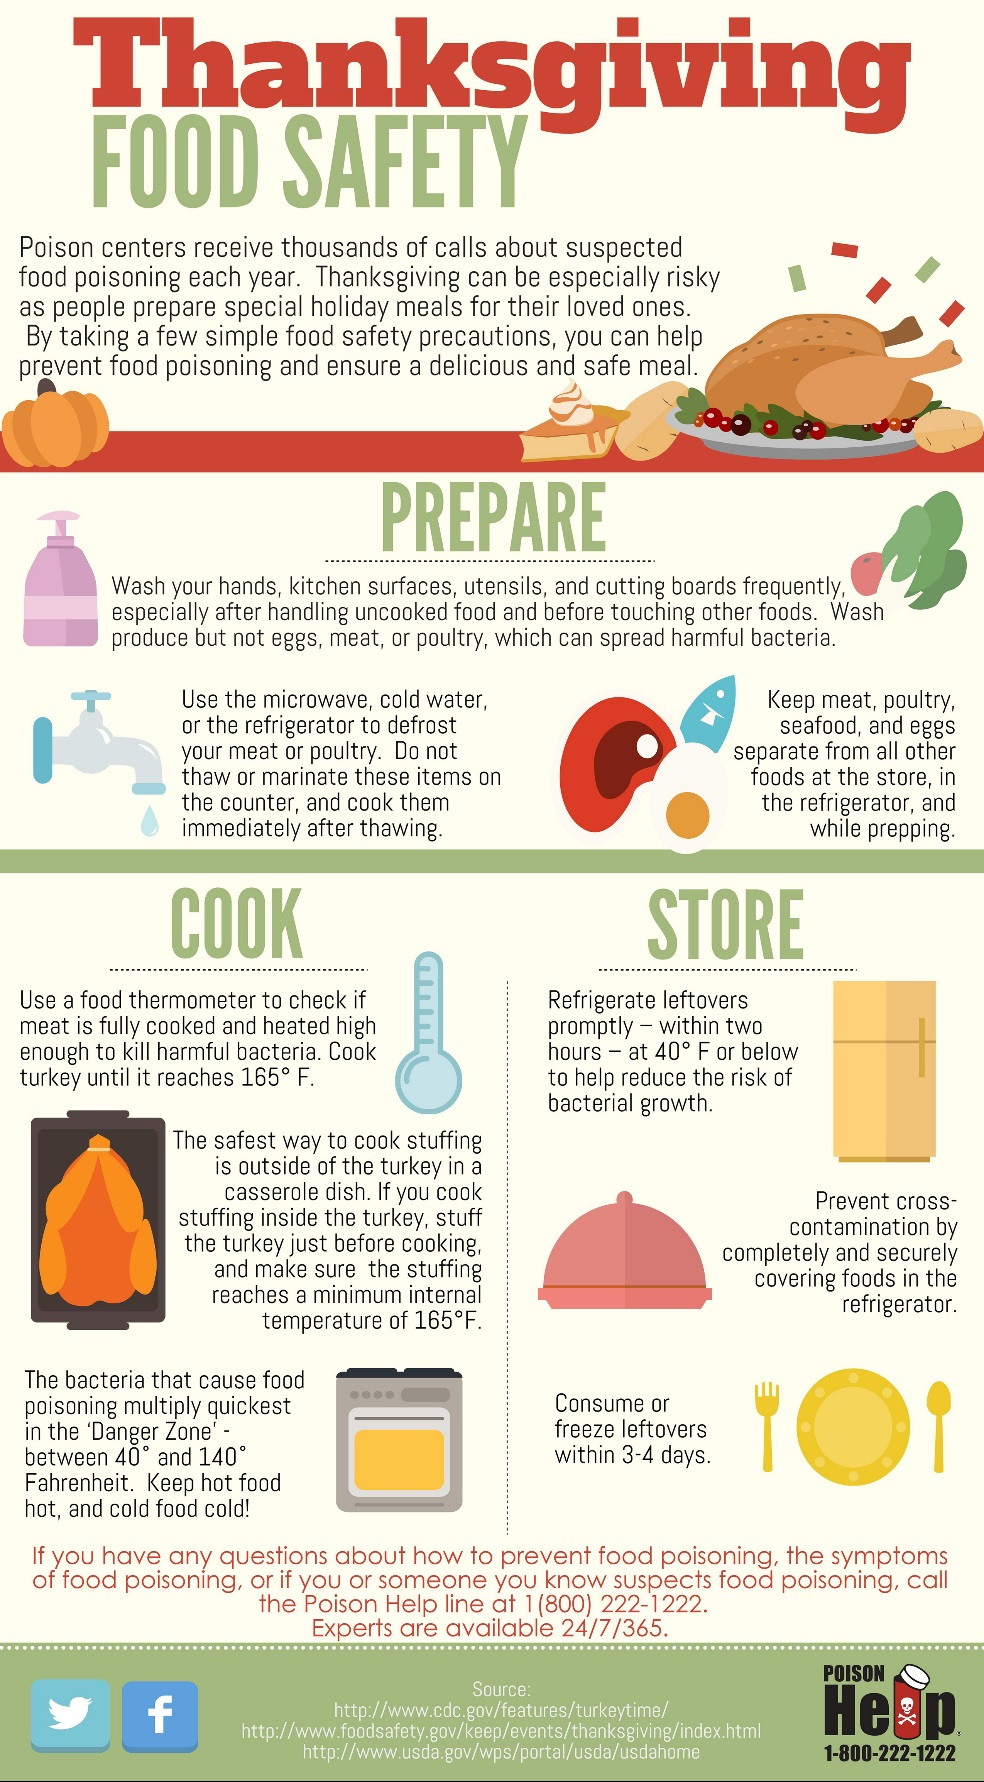 Thanksgiving
FOOD SAFETY
Poison centers receive thousands of calls about suspected
food poisoning each year.  Thanksgiving can be especially risky
as people prepare special holiday meals for their loved ones.
By taking a few simple food safety precautions, you can help
prevent food poisoning and ensure a delicious and safe meal.
PREPARE
Wash your hands, kitchen surfaces, utensils, and cutting boards frequently,
especially after handling uncooked food and before touching other foods.  Wash
produce but not eggs, meat, or poultry, which can spread harmful bacteria.
Use the microwave, cold water,
or the refrigerator to defrost
your meat or poultry.  Do not
thaw or marinate these items on
the counter, and cook them
immediately after thawing.
Keep meat, poultry,
seafood, and eggs
separate from all other
foods at the store, in
the refrigerator, and
while prepping.
COOK
Use a food thermometer to check if
meat is fully cooked and heated high
enough to kill harmful bacteria. Cook
turkey until it reaches 165° F.
The safest way to cook stuffing
is outside of the turkey in a
casserole dish. If you cook
stuffing inside the turkey, stuff
the turkey just before cooking,
and make sure  the stuffing
reaches a minimum internal
temperature of 165°F.
The bacteria that cause food
poisoning multiply quickest
in the ‘Danger Zone’ -
between 40° and 140°
Fahrenheit.  Keep hot food
hot, and cold food cold!
STORE
Refrigerate leftovers
promptly – within two
hours – at 40° F or below
to help reduce the risk of
bacterial growth.
Prevent cross-
contamination by
completely and securely
covering foods in the
refrigerator.
Consume or
freeze leftovers
within 3-4 days.
If you have any questions about how to prevent food poisoning, the symptoms
of food poisoning, or if you or someone you know suspects food poisoning, call
the Poison Help line at 1(800) 222-1222.
Experts are available 24/7/365.
Source:
http://www.cdc.gov/features/turkeytime/
http://www.foodsafety.gov/keep/events/thanksgiving/index.html
http://www.usda.gov/wps/portal/usda/usdahome
POISON
Help
1-800-222-1222